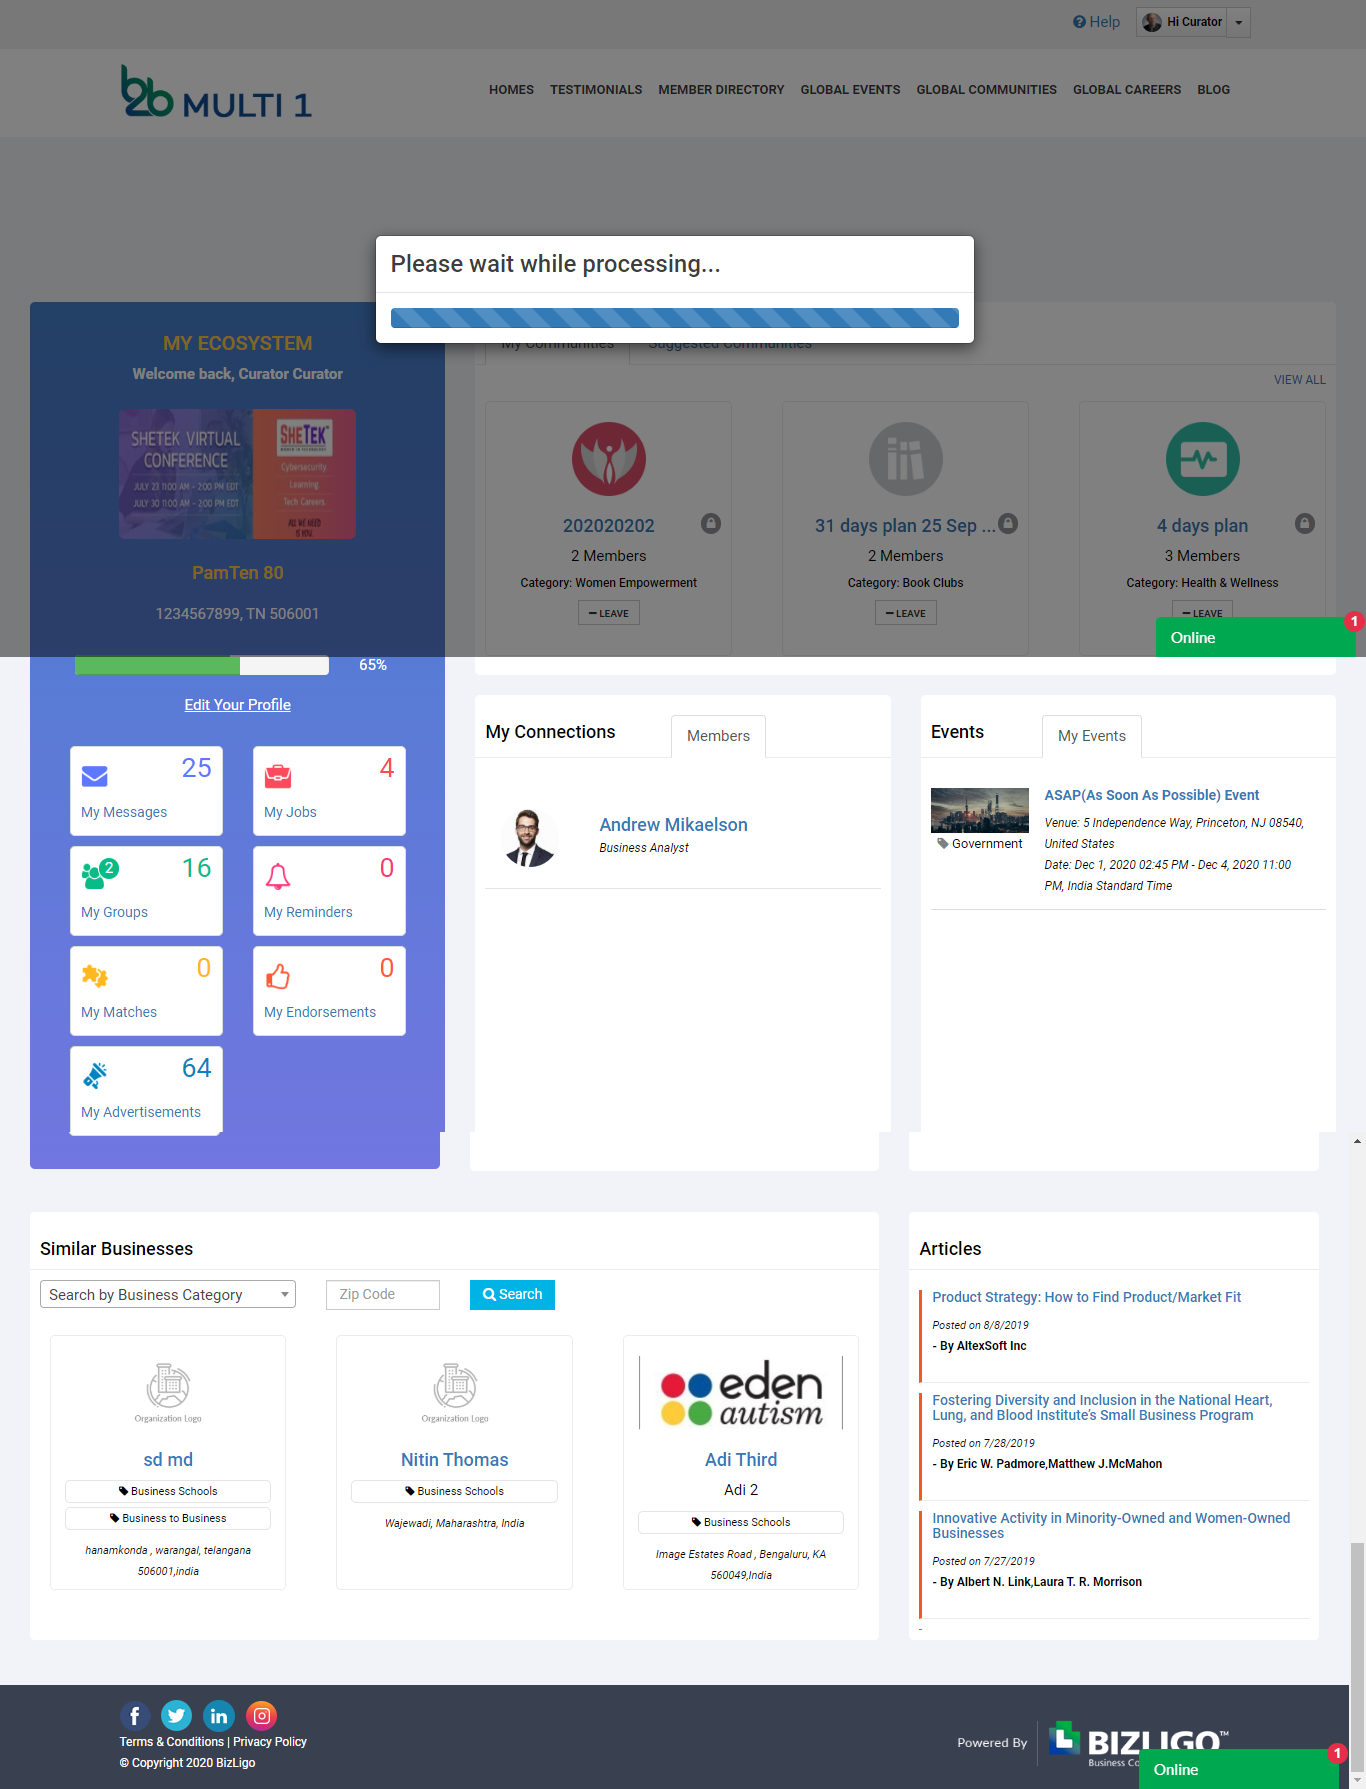 Help
Hi Curator
b2b MULTI 1
HOMES TESTIMONIALS MEMBER DIRECTORY GLOBAL EVENTS GLOBAL COMMUNITIES GLOBAL CAREERS BLOG
Please wait while processing...
My Communities Suggested Communities
VIEW ALL
MY ECOSYSTEM
Welcome back, Curator Curator
SHETEK VIRTUAL
CONFERENCE
JULY 23 11:00 AM - 2:00 PM EDT
JULY 30 11:00 AM - 2:00 PM EDT
SHETEK
Cybersecurity.
Learning
Tech Careers.
ALL WE NEED
IS YOU.
PamTen 80
1234567899, TN 506001
65%
Edit Your Profile
25
My Messages
4
My Jobs
2
16
My Groups
0
My Reminders
0
My Matches
0
My Endorsements
64
My Advertisements
202020202
2 Members
Category: Women Empowerment
LEAVE
31 days plan 25 Sep ...
2 Members
Category: Book Clubs
LEAVE
4 days plan
3 Members
Category: Health & Wellness
LEAVE
Online
1
My Connections
Members
Andrew Mikaelson
Business Analyst
Events
My Events
ASAP(As Soon As Possible) Event
Government
Venue: 5 Independence Way, Princeton, NJ 08540,
United States
Date: Dec 1, 2020 02:45 PM - Dec 4, 2020 11:00
PM, India Standard Time
Similar Businesses
Search by Business Category
Zip Code
Search
Organization Logo
sd md
Business Schools
Business to Business
hanamkonda , warangal, telangana
506001,india
Organization Logo
Nitin Thomas
Business Schools
Wajewadi, Maharashtra, India
eden
autism
Adi Third
Adi 2
Business Schools
Image Estates Road , Bengaluru, KA
560049,India
Articles
Product Strategy: How to Find Product/Market Fit
Posted on 8/8/2019
- By AltexSoft Inc
Fostering Diversity and Inclusion in the National Heart,
Lung, and Blood Institute's Small Business Program
Posted on 7/28/2019
- By Eric W. Padmore,Matthew J.McMahon
Innovative Activity in Minority-Owned and Women-Owned
Businesses
Posted on 7/27/2019
- By Albert N. Link,Laura T. R. Morrison
Terms & Conditions | Privacy Policy
© Copyright 2020 BizLigo
Powered By
BIZLIGO™
Business Co
Online
1